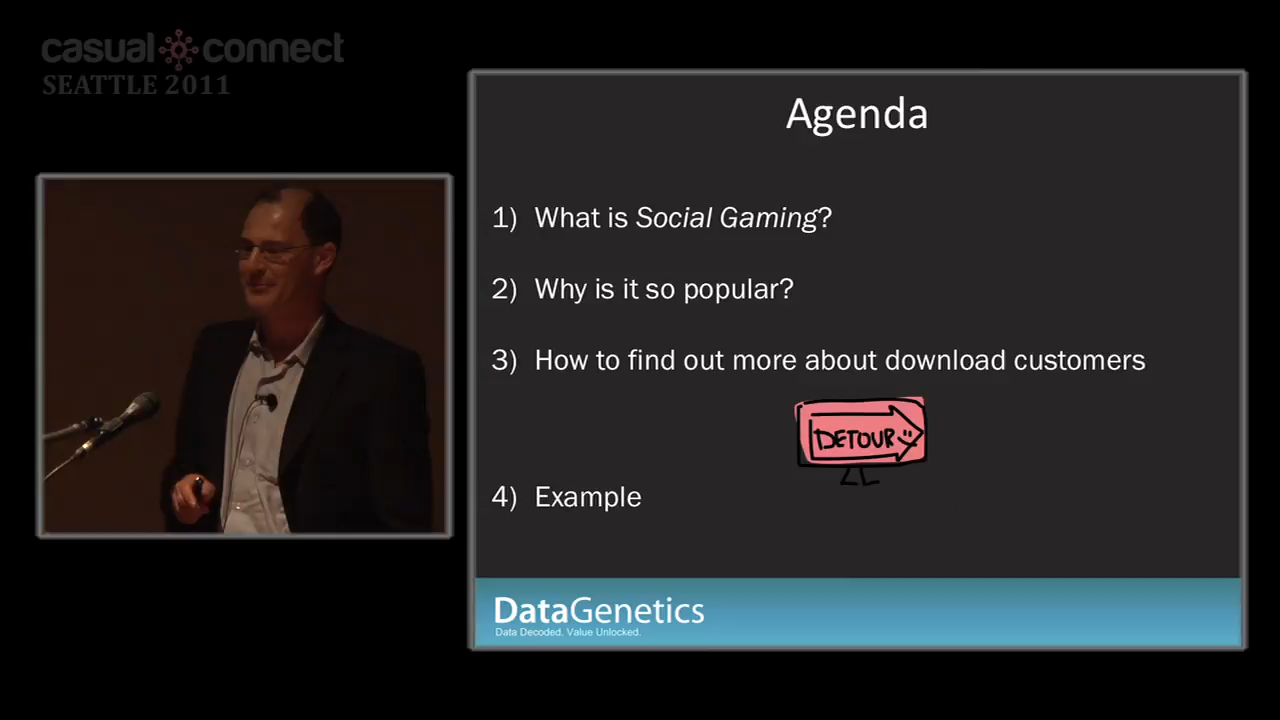 casual connect
SEATTLE 2011
Agenda
1) What is Social Gaming?
2) Why is it so popular?
3) How to find out more about download customers
DETOUR
4) Example
DataGenetics
Data Decoded. Value Unlocked.